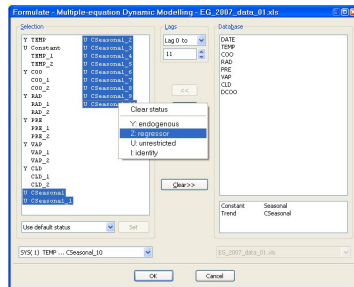 Formulate - Multiple-equation Dynamic Modelling - EG_2007_data_01.xls
Selection
Y TEMP
U Constant
TEMP_1
TEMP_2
Y COO
COO_1
COO_2
Y RAD
RAD_1
RAD_2
Y PRE
PRE_1
PRE_2
Y VAP
VAP_1
VAP_2
Y CLD
CLD_1
CLD_2
U CSeasonal
U CSeasonal_1
U CSeasonal_2
U CSeasonal_3
U CSeasonal_4
U CSeasonal_5
U CSeasonal_6
U CSeasonal_7
U CSeasonal_8
U CSeasonal_9
Clear status
Y: endogenous
Z: regressor
U: unrestricted
I: identity
Use default status
Set
Lags
Lag 0 to
11
<<
Clear>>
Database
DATE
TEMP
COO
RAD
PRE
VAP
CLD
DCOO
Constant Seasonal
Trend CSeasonal
SYS( 1) TEMP ... CSeasonal_10
EG_2007_data_01.xls
OK
Cancel